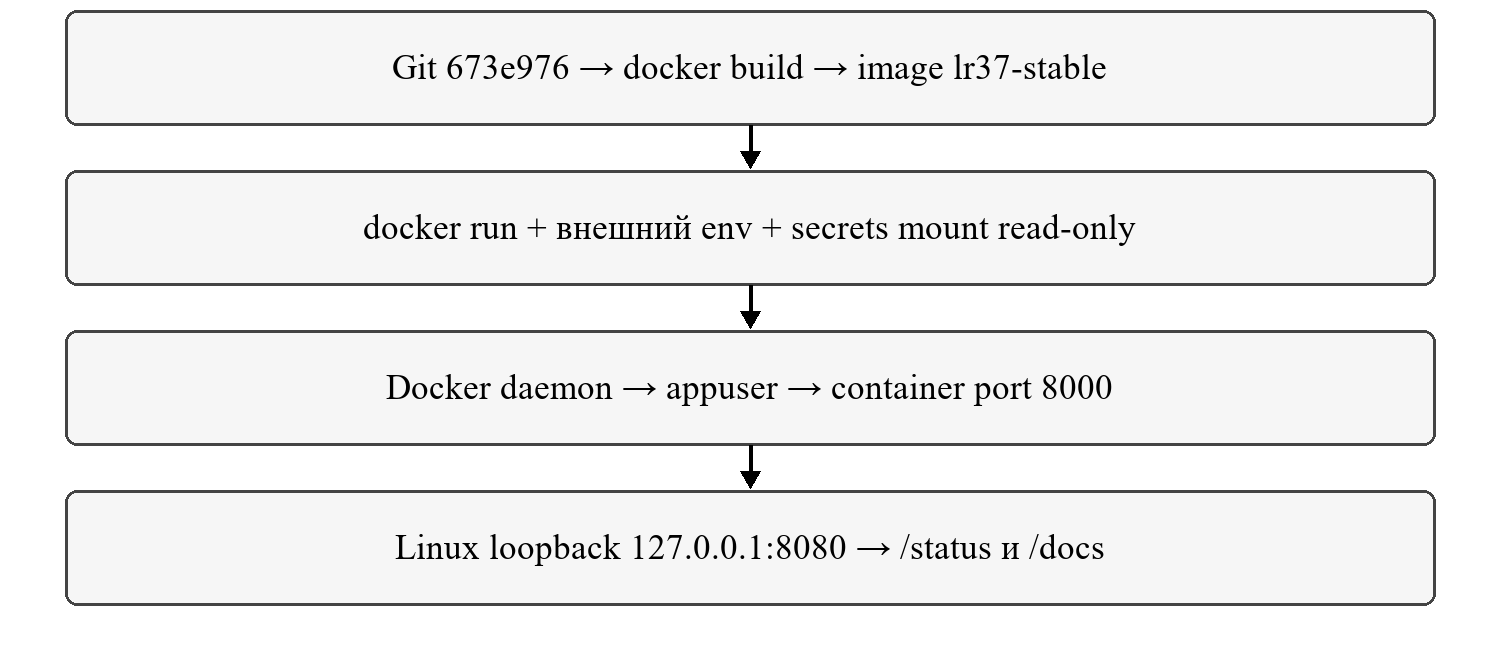 Git 673e976 → docker build → image lr37-stable
docker run + внешний env + secrets mount read-only
Docker daemon → appuser → container port 8000
Linux loopback 127.0.0.1:8080 → /status и /docs